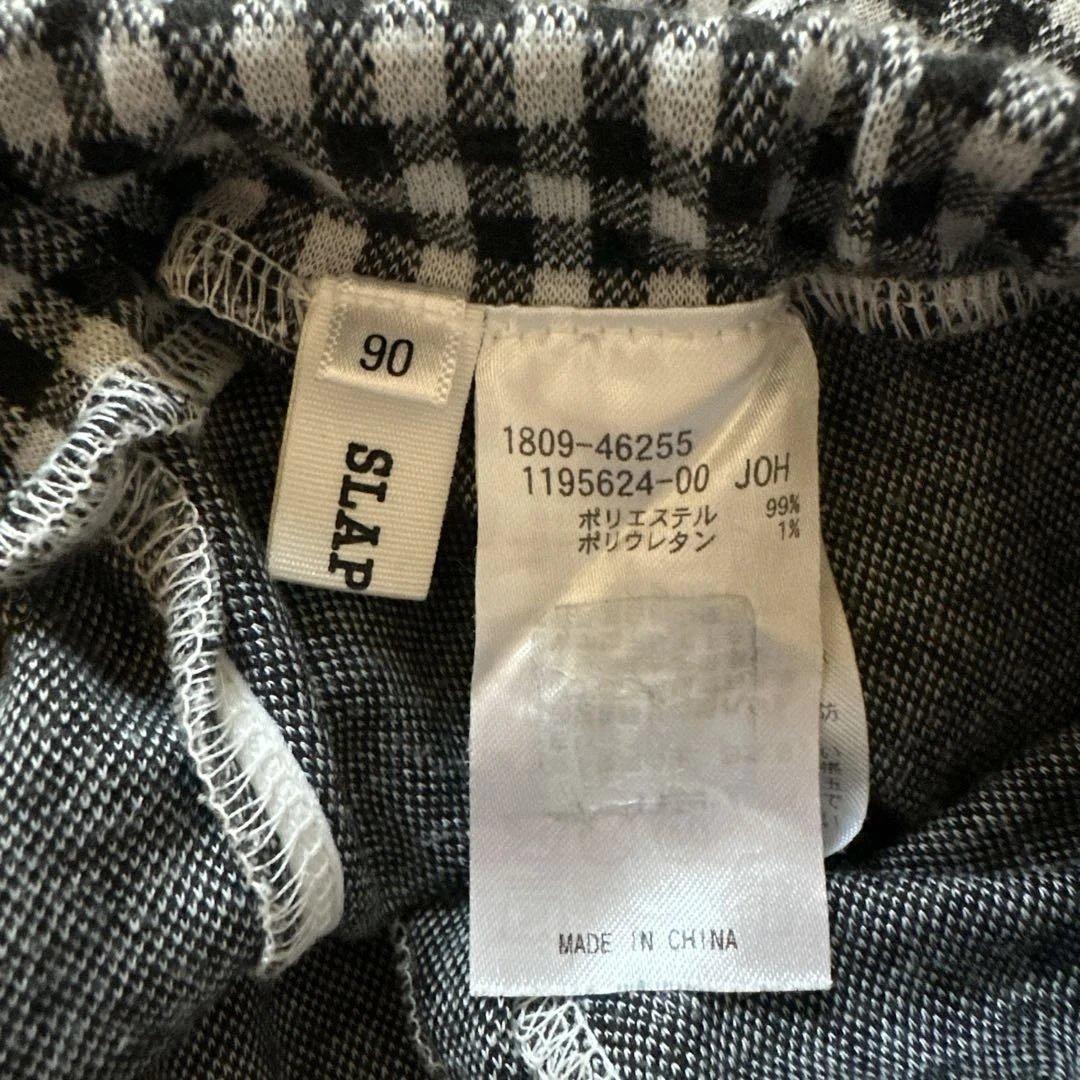 90
SLAP
1809-46255
1195624-00 JOH
ポリエステル 99%
ポリウレタン 1%
MADE IN CHINA